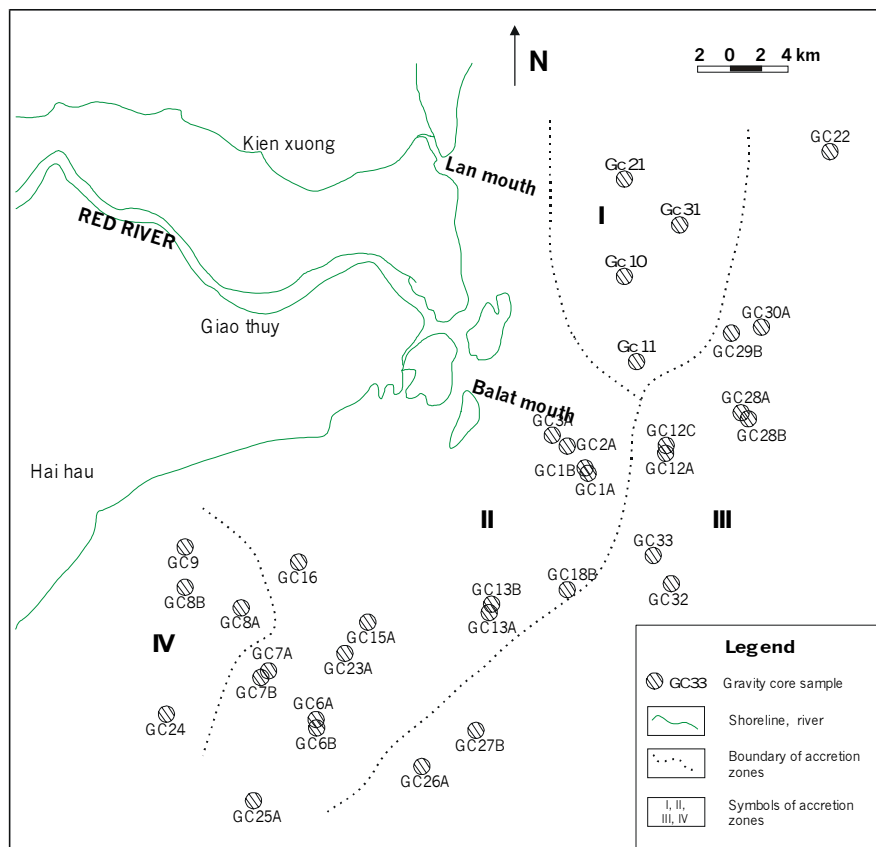 2 0 2 4 km
N
Kien xuong
GC22
Lan mouth
Gc21
RED RIVER
I
Gc31
Gc10
Giao thuy
GC30A
GC29B
Gc11
Balat mouth
GC28A
GC28B
GC3A
GC2A
GC12C
GC12A
GC1B
GC1A
Hai hau
II
III
GC9
GC16
GC33
GC8B
GC18B
GC32
GC13B
GC8A
GC13A
IV
GC15A
GC7A
GC23A
GC7B
GC6A
GC24
GC6B
GC27B
GC26A
GC25A
Legend
GC33 Gravity core sample
Shoreline, river
Boundary of accretion
zones
I, II,
III, IV
Symbols of accretion
zones